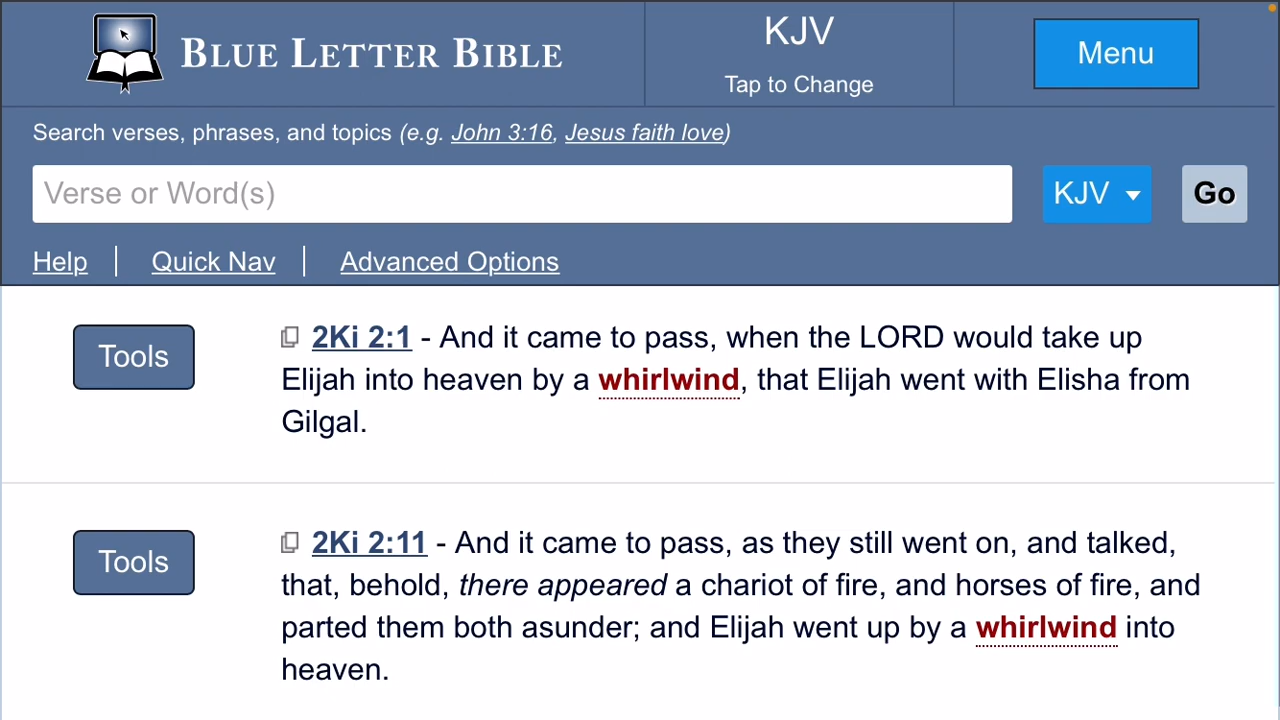 BLUE LETTER BIBLE
KJV
Tap to Change
Menu
Search verses, phrases, and topics (e.g. John 3:16, Jesus faith love)
Verse or Word(s)
KJV
Go
Help
Quick Nav
Advanced Options
Tools
2Ki 2:1 - And it came to pass, when the LORD would take up
Elijah into heaven by a whirlwind, that Elijah went with Elisha from
Gilgal.
Tools
2Ki 2:11 - And it came to pass, as they still went on, and talked,
that, behold, there appeared a chariot of fire, and horses of fire, and
parted them both asunder; and Elijah went up by a whirlwind into
heaven.